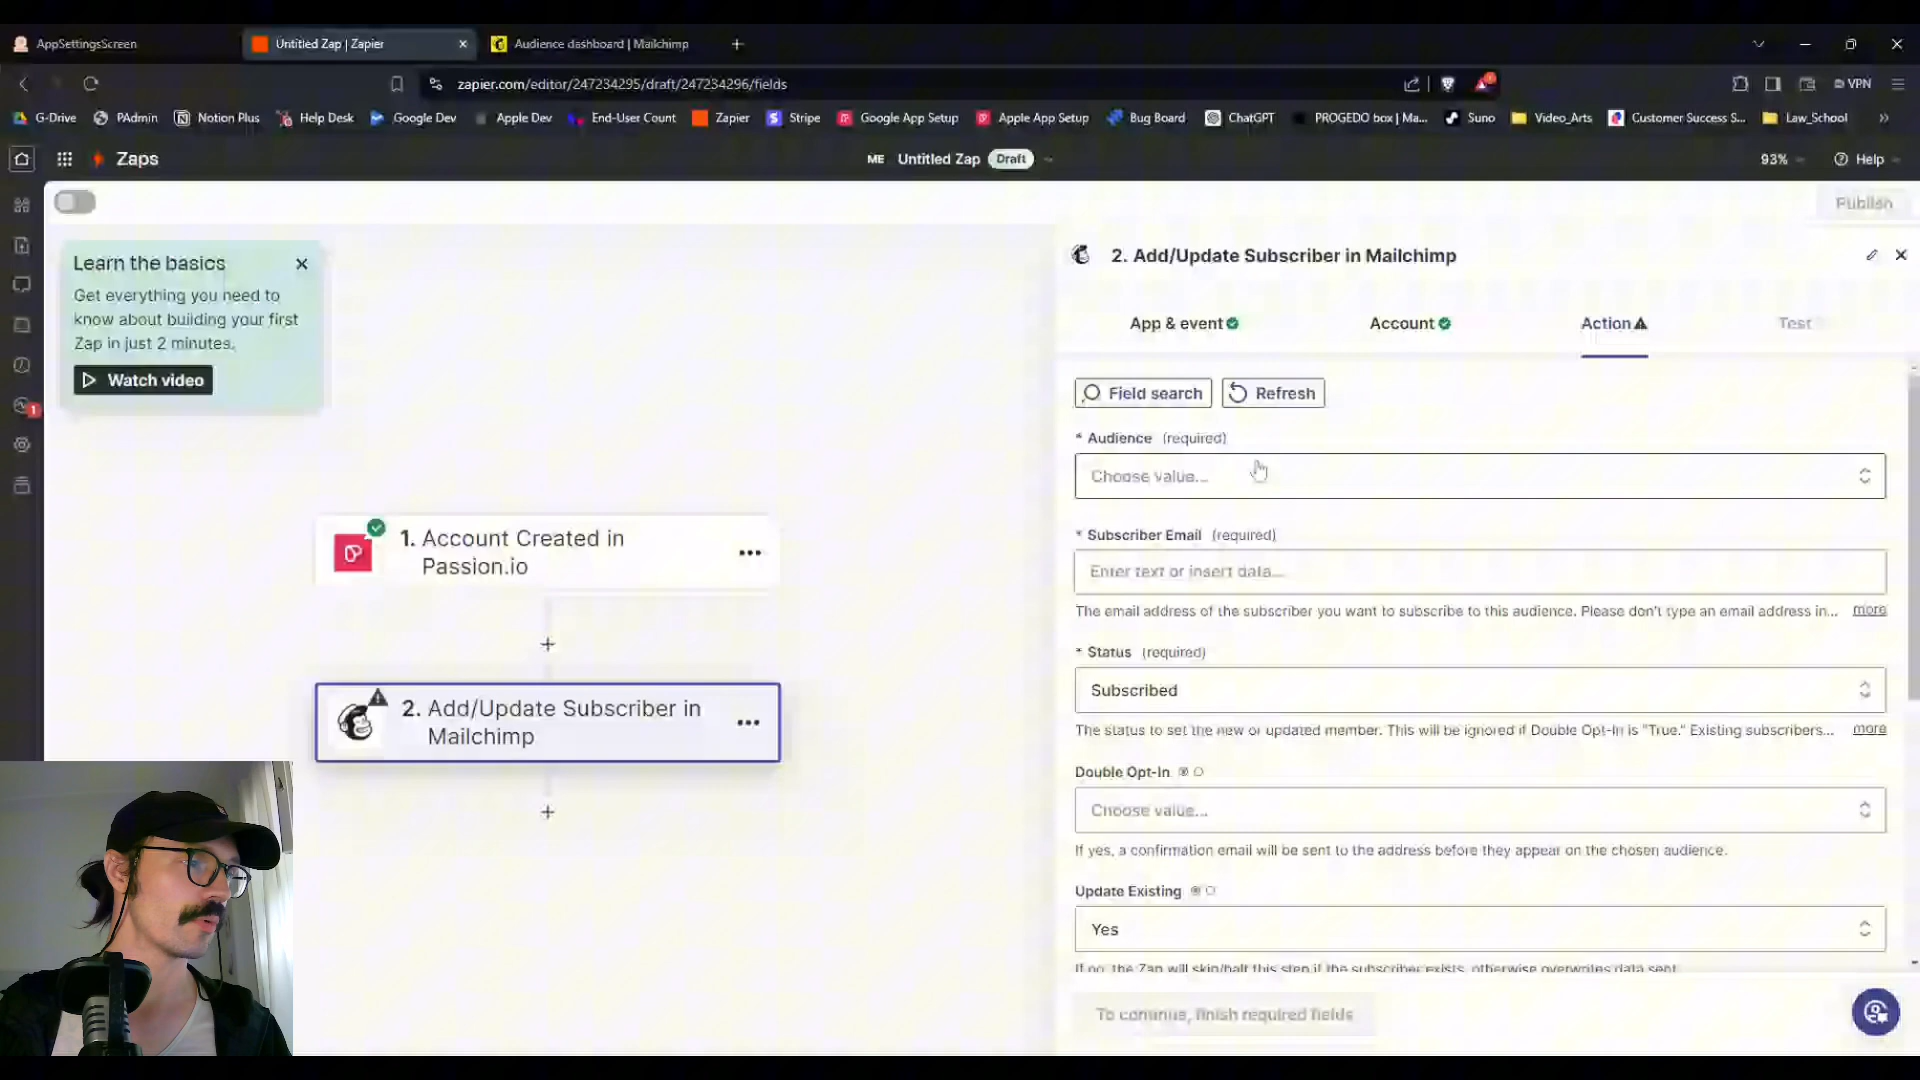 AppSettingsScreen
Untitled Zap | Zapier
Audience dashboard | Mailchimp
zapier.com/editor/247234295/draft/247234296/fields
VPN
G-Drive
PAdmin
Notion Plus
Help Desk
Google Dev
Apple Dev
End-User Count
Zapier
Stripe
Google App Setup
Apple App Setup
Bug Board
ChatGPT
PROGEDO box | Ma...
Suno
Video_Arts
Customer Success S...
Law_School
Zaps
ME
Untitled Zap
Draft
93%
Help
Publish
Learn the basics
Get everything you need to
know about building your first
Zap in just 2 minutes.
Watch video
1
1. Account Created in
Passion.io
2. Add/Update Subscriber in
Mailchimp
2. Add/Update Subscriber in Mailchimp
App & event
Account
Action
Test
Field search
Refresh
* Audience (required)
Choose value...
* Subscriber Email (required)
Enter text or insert data...
The email address of the subscriber you want to subscribe to this audience. Please don't type an email address in... more
* Status (required)
Subscribed
The status to set the new or updated member. This will be ignored if Double Opt-In is "True." Existing subscribers... more
Double Opt-In
Choose value...
If yes, a confirmation email will be sent to the address before they appear on the chosen audience.
Update Existing
Yes
If no, the Zap will skip/halt this step if the subscriber exists, otherwise overwrites data sent.
To continue, finish required fields